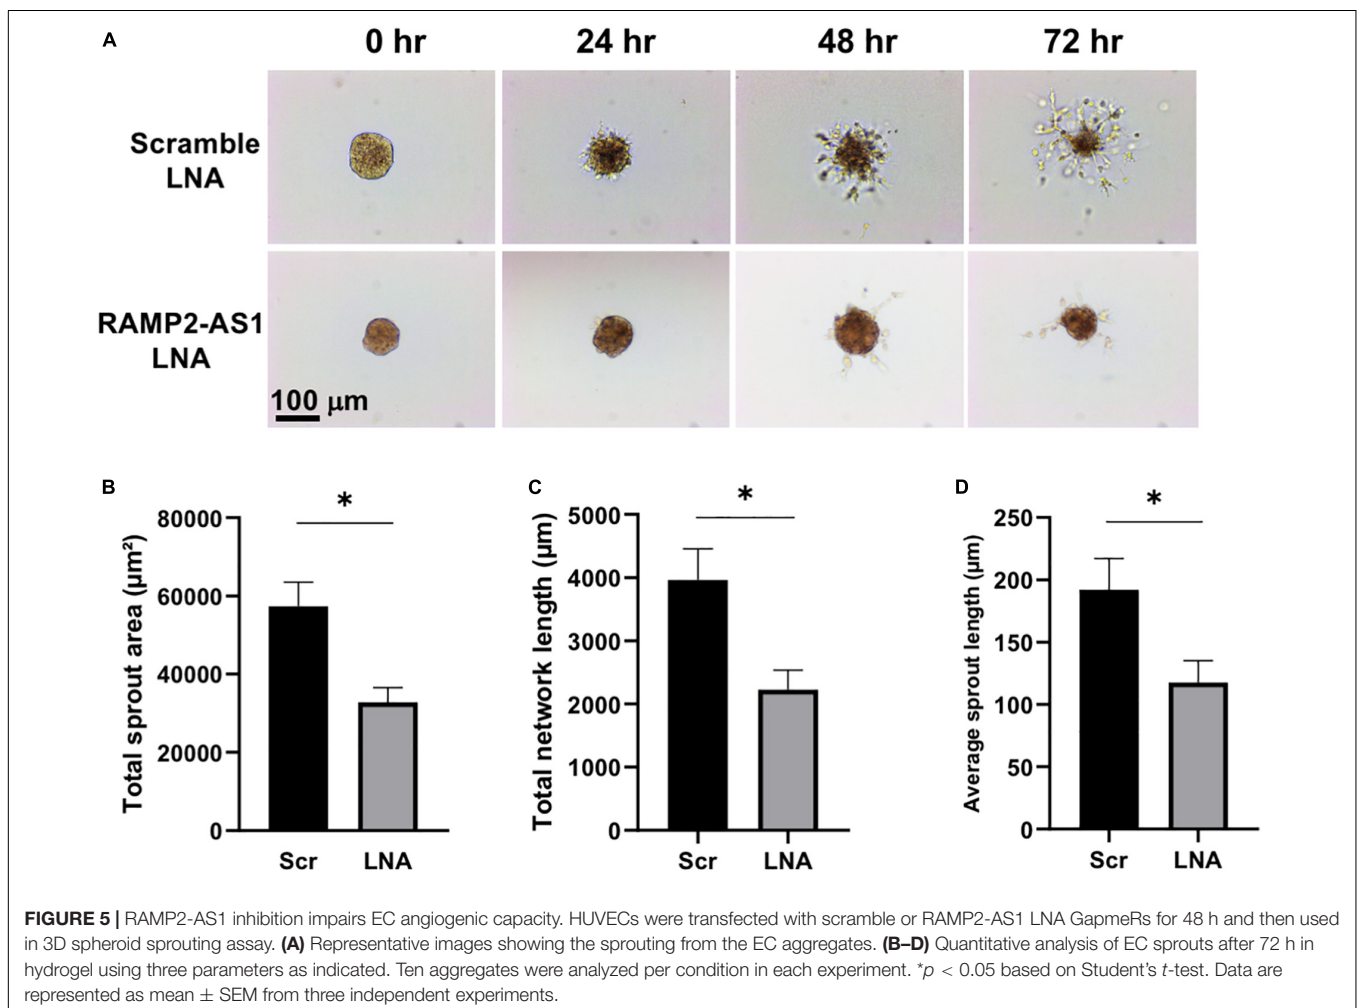 A
0 hr
24 hr
48 hr
72 hr
Scramble
LNA
RAMP2-AS1
LNA
100 μm
B
*
Total sprout area (μm²)
80000
60000
40000
20000
0
Scr
LNA
C
*
Total network length (μm)
5000
4000
3000
2000
1000
0
Scr
LNA
D
*
Average sprout length (μm)
250
200
150
100
50
0
Scr
LNA
FIGURE 5 | RAMP2-AS1 inhibition impairs EC angiogenic capacity. HUVECs were transfected with scramble or RAMP2-AS1 LNA GapmeRs for 48 h and then used
in 3D spheroid sprouting assay. (A) Representative images showing the sprouting from the EC aggregates. (B–D) Quantitative analysis of EC sprouts after 72 h in
hydrogel using three parameters as indicated. Ten aggregates were analyzed per condition in each experiment. *p < 0.05 based on Student's t-test. Data are
represented as mean ± SEM from three independent experiments.